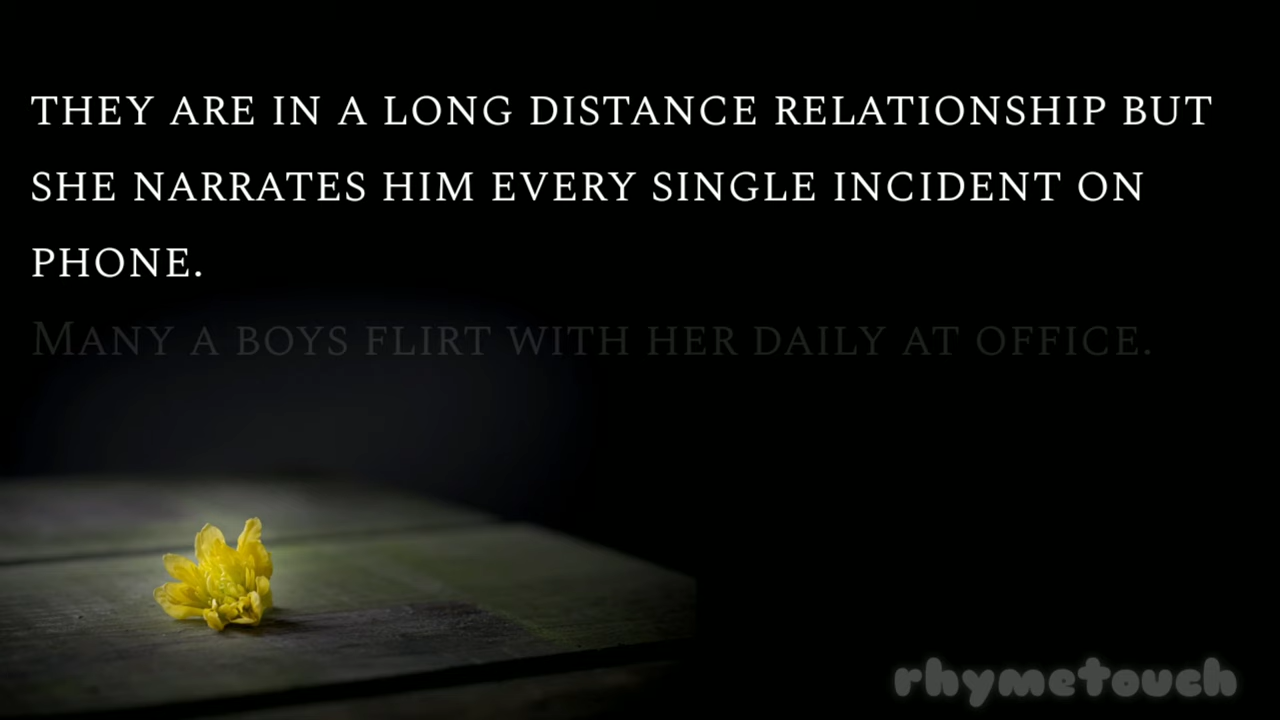 THEY ARE IN A LONG DISTANCE RELATIONSHIP BUT
SHE NARRATES HIM EVERY SINGLE INCIDENT ON
PHONE.
MANY A BOYS FLIRT WITH HER DAILY AT OFFICE.
rhymetouch